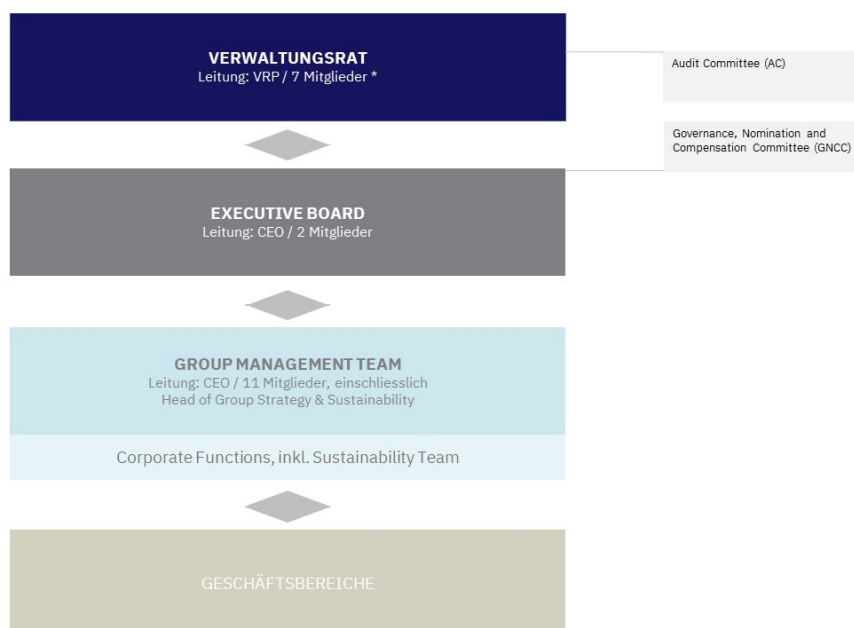 VERWALTUNGSRAT
Leitung: VRP / 7 Mitglieder *
Audit Committee (AC)
Governance, Nomination and
Compensation Committee (GNCC)
EXECUTIVE BOARD
Leitung: CEO / 2 Mitglieder
GROUP MANAGEMENT TEAM
Leitung: CEO / 11 Mitglieder, einschliesslich
Head of Group Strategy & Sustainability
Corporate Functions, inkl. Sustainability Team
GESCHÄFTSBEREICHE